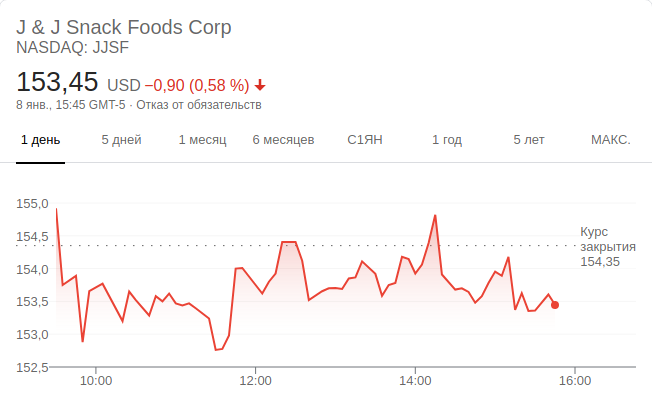 J & J Snack Foods Corp
NASDAQ: JJSF
153,45 USD −0,90 (0,58 %)
8 янв., 15:45 GMT-5 · Отказ от обязательств
1 день 5 дней 1 месяц 6 месяцев С1ЯН 1 год 5 лет МАКС.
155,0
154,5
154,0
153,5
153,0
152,5
Курс
закрытия
154,35
10:00 12:00 14:00 16:00